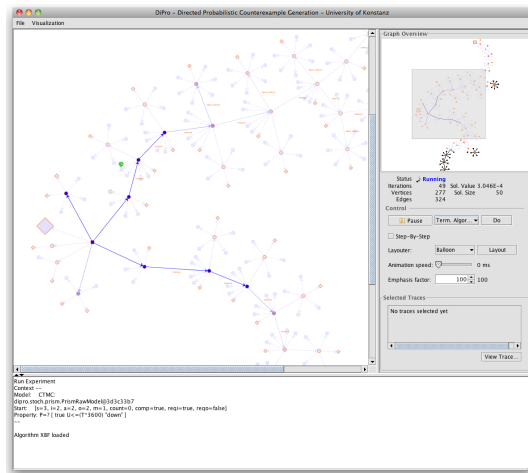 DiPro – Directed Probabilistic Counterexample Generation – University of Konstanz
File Visualization
Graph Overview
Status Running
Iterations 49 Sol. Value 3.046E-4
Vertices 277 Sol. Size 50
Edges 324
Control
Pause Term. Algor... Do
Step-By-Step
Layouter: Balloon Layout
Animation speed: 0 ms
Emphasis factor: 100 100
Selected Traces
No traces selected yet
View Trace...
Run Experiment
Context ~~
Model: CTMC:
dipro.stoch.prism.PrismRawModel@3d3c33b7
Start: [s=3, i=2, a=2, o=2, m=1, count=0, comp=true, reqi=true, reqo=false]
Property: P=? [ true U<=(T*3600) "down" ]
~~
Algorithm XBF loaded